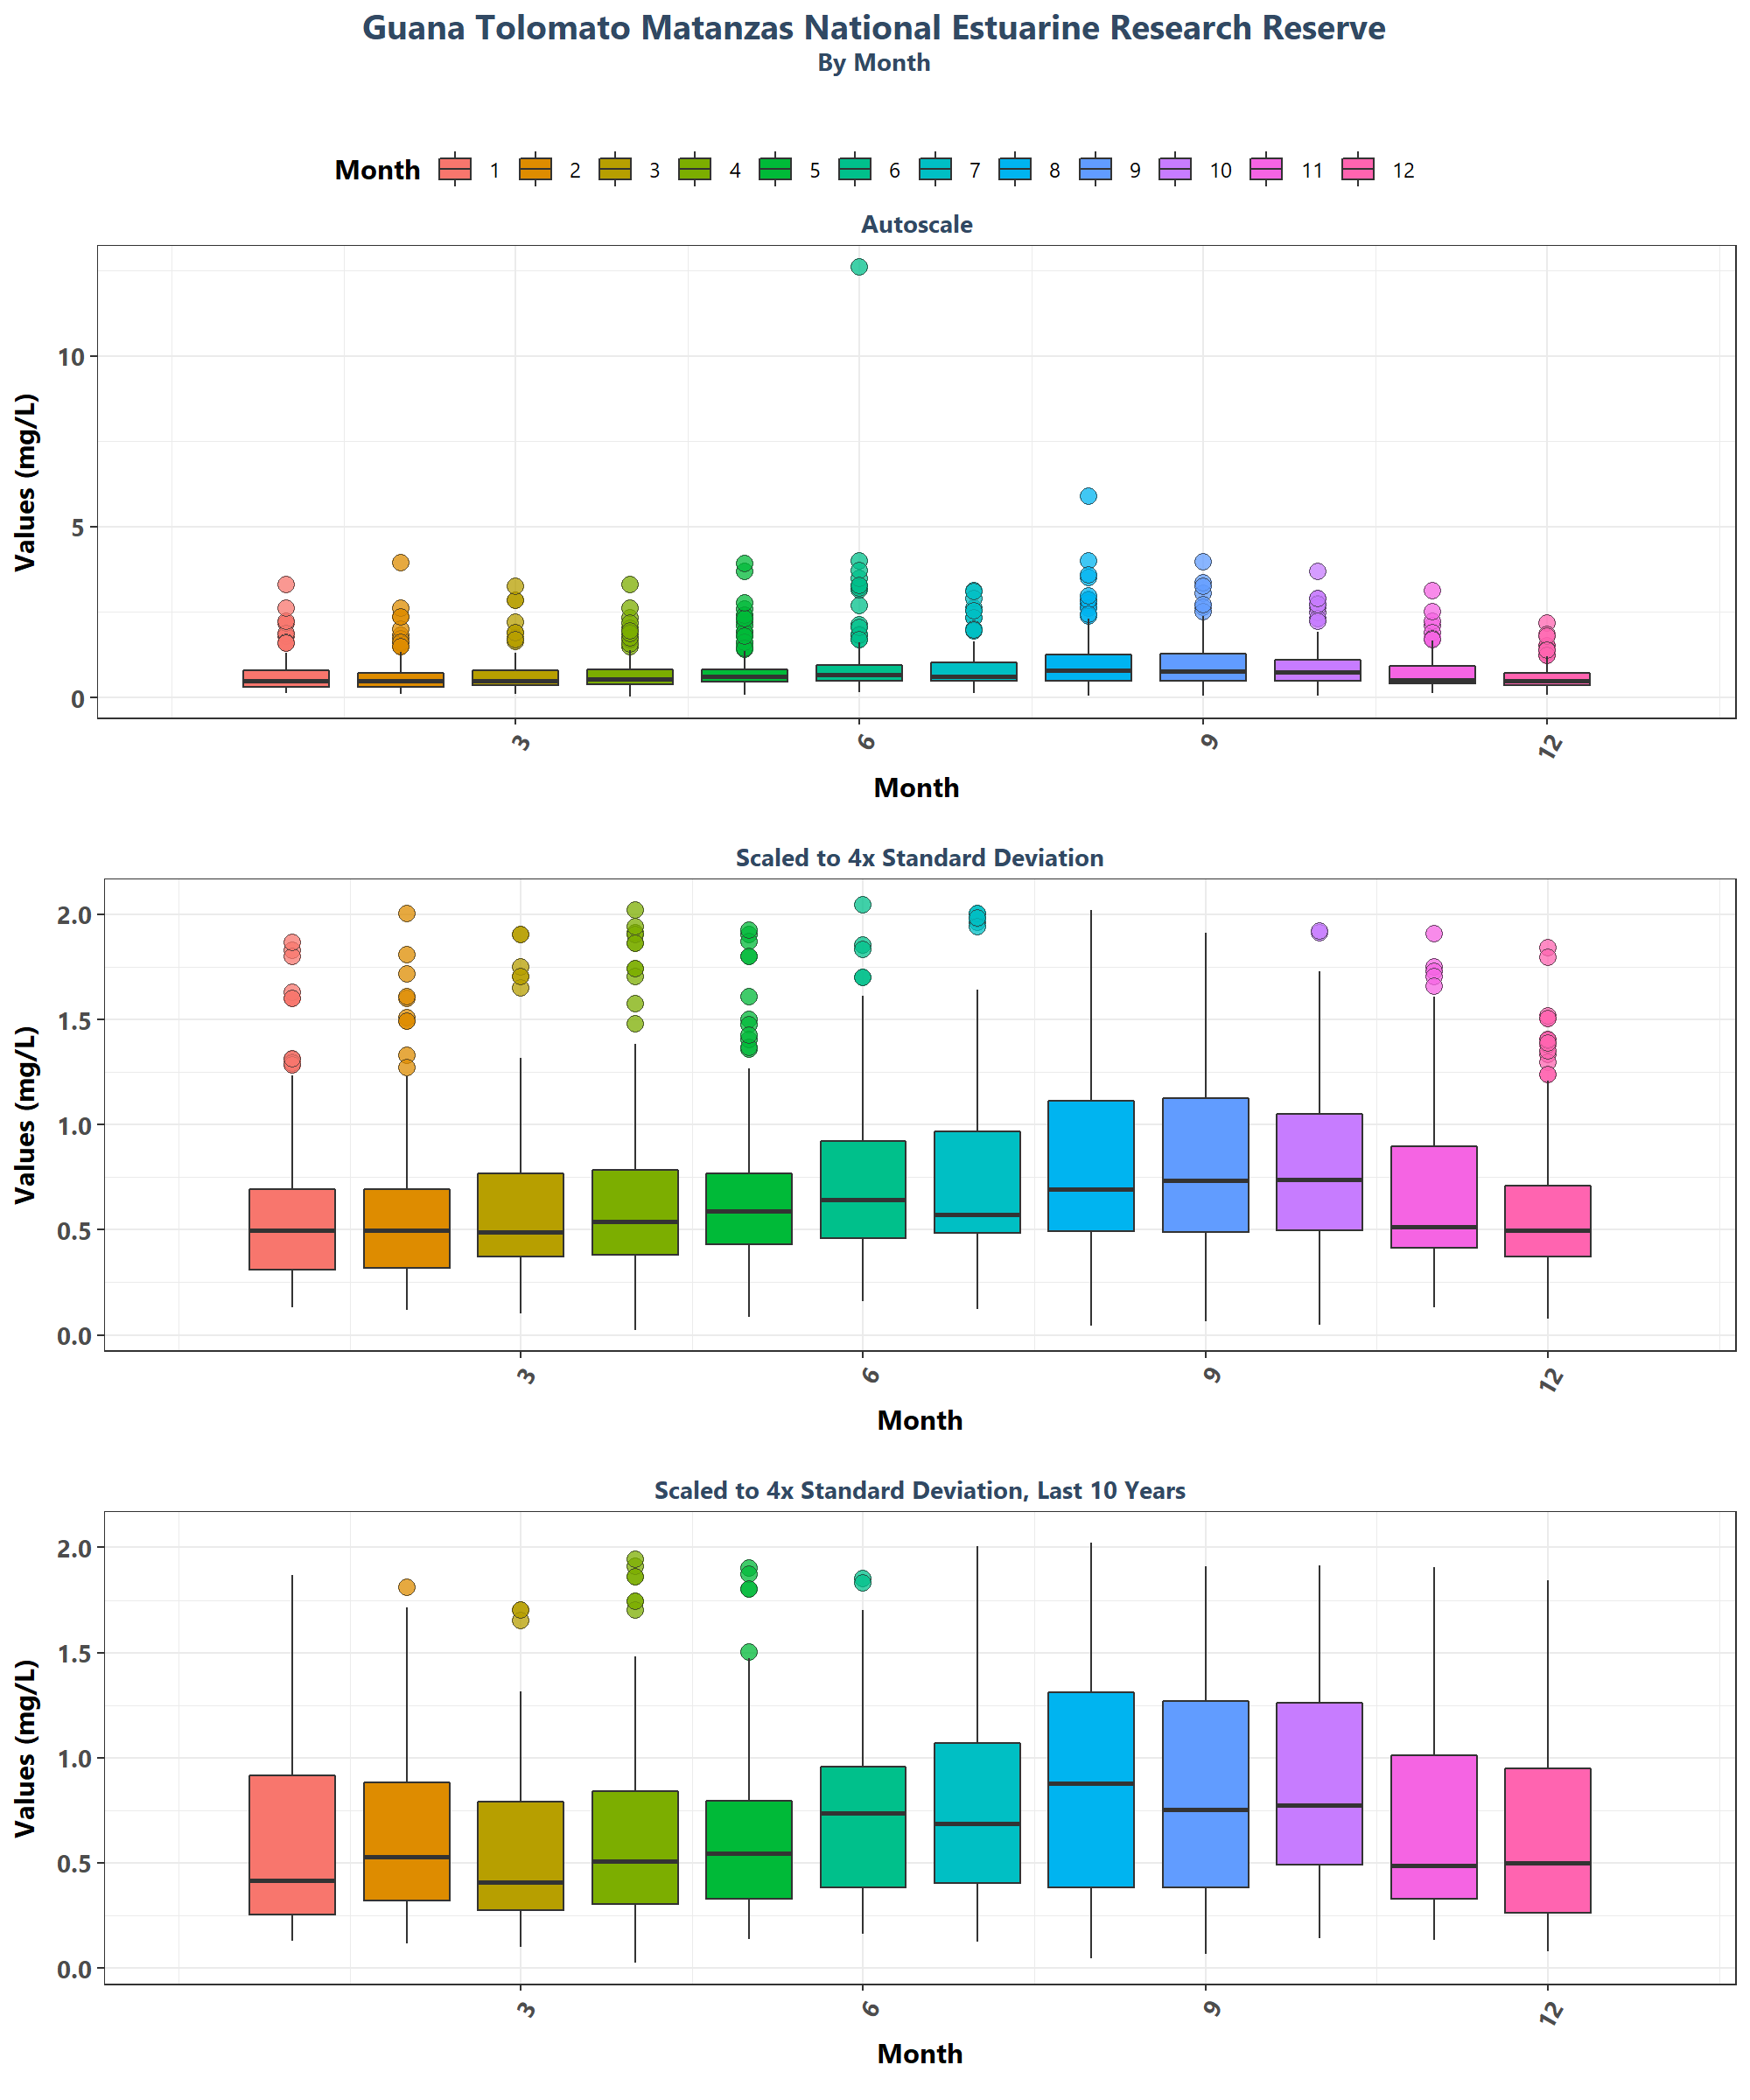 Guana Tolomato Matanzas National Estuarine Research Reserve
By Month
Month 1 2 3 4 5 6 7 8 9 10 11 12
Autoscale
Values (mg/L)
10
5
0
3 6 9 12
Month
Scaled to 4x Standard Deviation
Values (mg/L)
2.0
1.5
1.0
0.5
0.0
3 6 9 12
Month
Scaled to 4x Standard Deviation, Last 10 Years
Values (mg/L)
2.0
1.5
1.0
0.5
0.0
3 6 9 12
Month